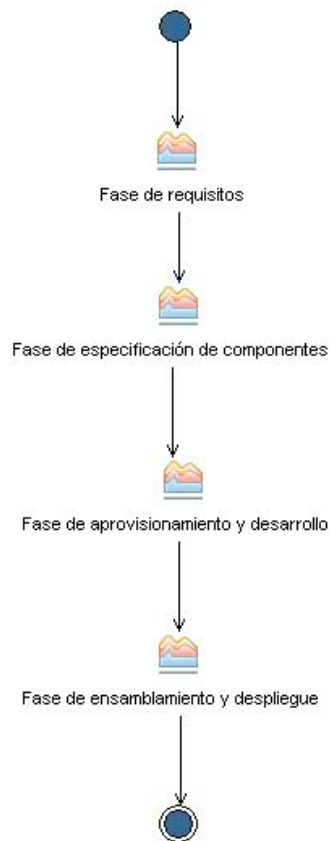 Fase de requisitos
Fase de especificación de componentes
Fase de aprovisionamiento y desarrollo
Fase de ensamblamiento y despliegue